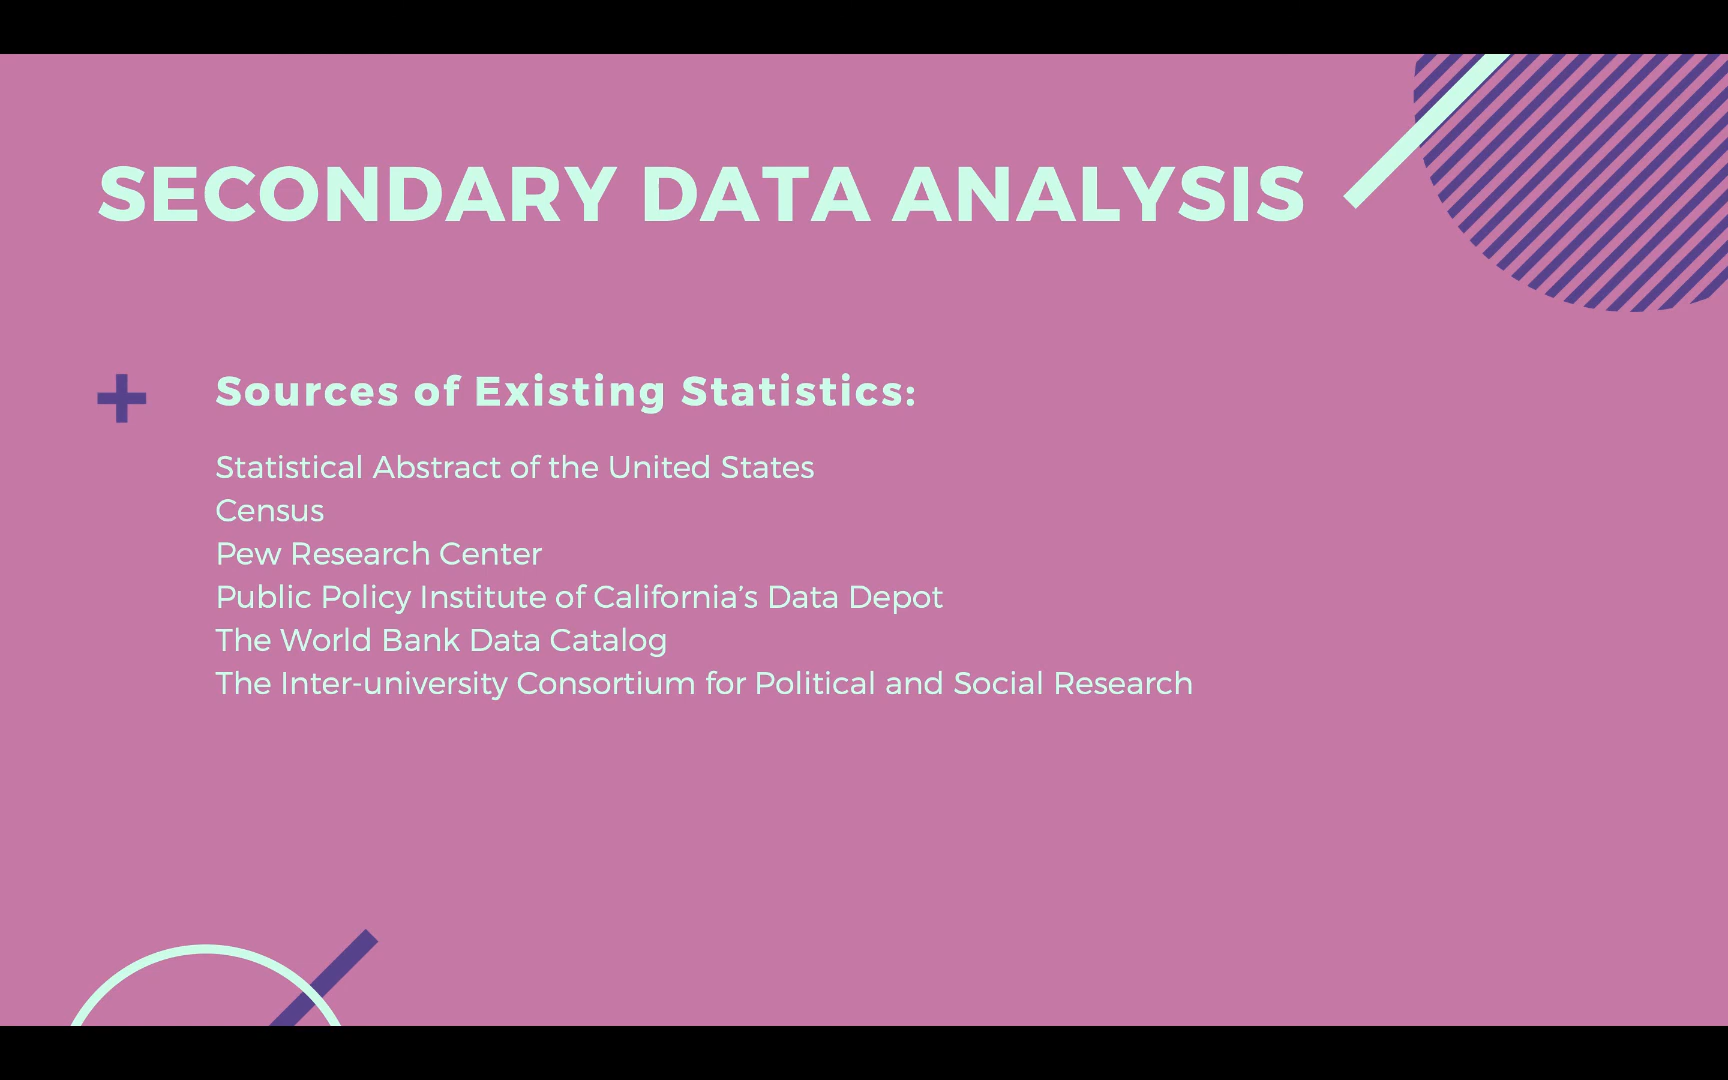 SECONDARY DATA ANALYSIS
Sources of Existing Statistics:
Statistical Abstract of the United States
Census
Pew Research Center
Public Policy Institute of California’s Data Depot
The World Bank Data Catalog
The Inter-university Consortium for Political and Social Research